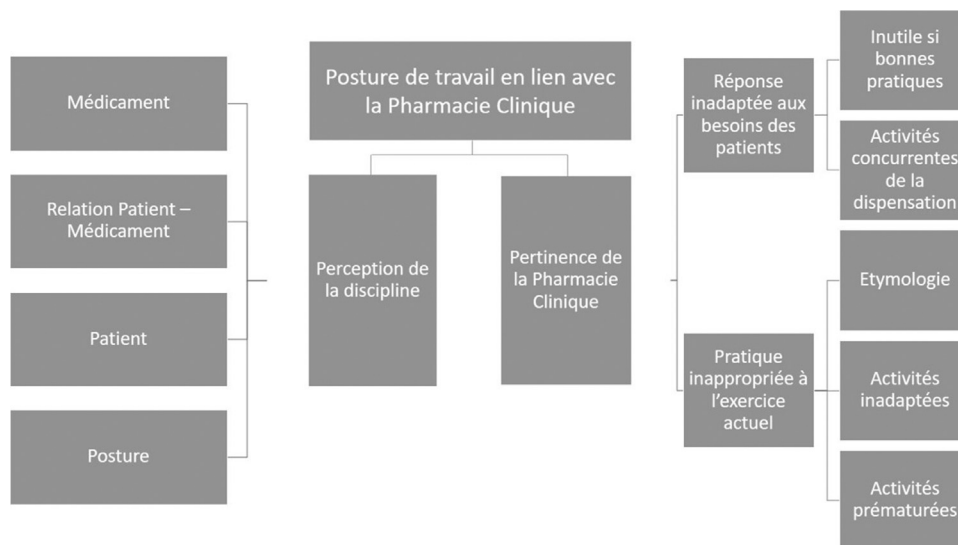 Médicament
Relation Patient –
Médicament
Patient
Posture
Posture de travail en lien avec
la Pharmacie Clinique
Perception de
la discipline
Pertinence de
la Pharmacie
Clinique
Réponse
inadaptée aux
besoins des
patients
Pratique
inappropriée à
l’exercice
actuel
Inutile si
bonnes
pratiques
Activités
concurrentes
de la
dispensation
Etymologie
Activités
inadaptées
Activités
prématurées